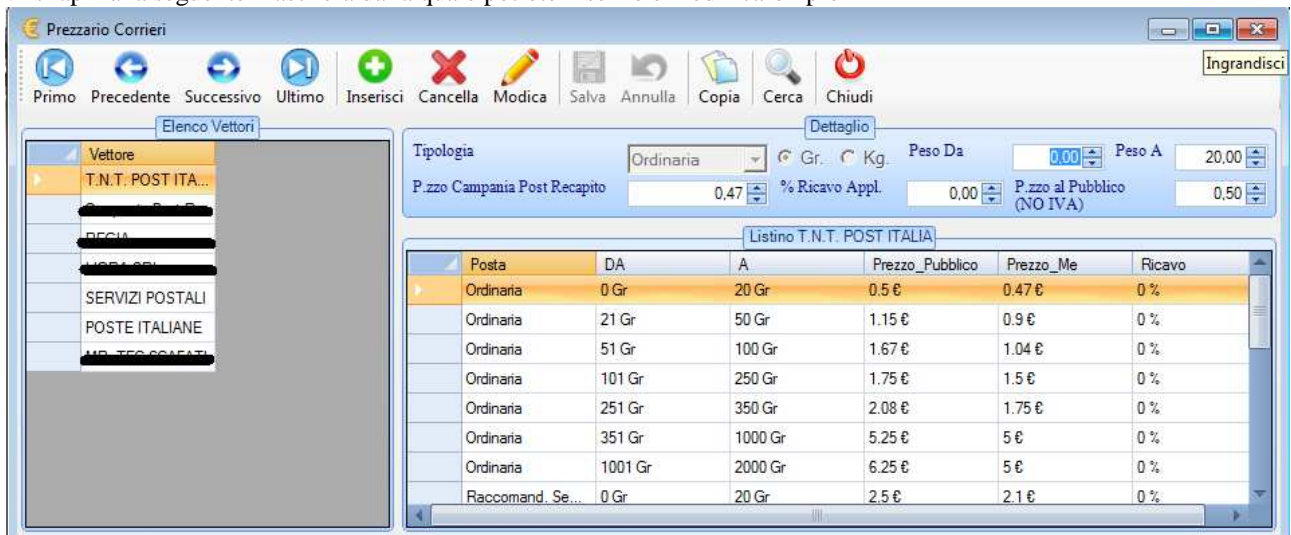 Prezzario Corrieri
Ingrandisci
Primo Precedente Successivo Ultimo Inserisci Cancella Modica Salva Annulla Copia Cerca Chiudi
Elenco Vettori
Vettore
T.N.T. POST ITA...
SERVIZI POSTALI
POSTE ITALIANE
Dettaglio
Tipologia Ordinaria Gr. Kg. Peso Da 0,00 Peso A 20,00
P.zzo Campania Post Recapito 0,47 % Ricavo Appl. 0,00 P.zzo al Pubblico (NO IVA) 0,50
Listino T.N.T. POST ITALIA
Posta DA A Prezzo_Pubblico Prezzo_Me Ricavo
Ordinaria 0 Gr 20 Gr 0.5 € 0.47 € 0 %
Ordinaria 21 Gr 50 Gr 1.15 € 0.9 € 0 %
Ordinaria 51 Gr 100 Gr 1.67 € 1.04 € 0 %
Ordinaria 101 Gr 250 Gr 1.75 € 1.5 € 0 %
Ordinaria 251 Gr 350 Gr 2.08 € 1.75 € 0 %
Ordinaria 351 Gr 1000 Gr 5.25 € 5 € 0 %
Ordinaria 1001 Gr 2000 Gr 6.25 € 5 € 0 %
Raccomand. Se... 0 Gr 20 Gr 2.5 € 2.1 € 0 %